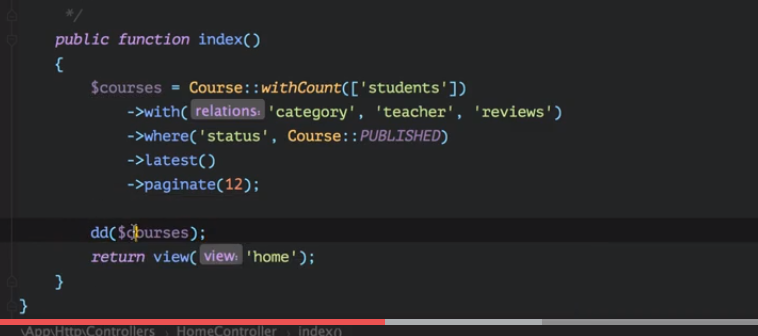 */
public function index()
{
$courses = Course::withCount(['students'])
->with( relations: 'category', 'teacher', 'reviews')
->where('status', Course::PUBLISHED)
->latest()
->paginate(12);
dd($courses);
return view( view: 'home');
}
}
\App\Http\Controllers › HomeController › index()